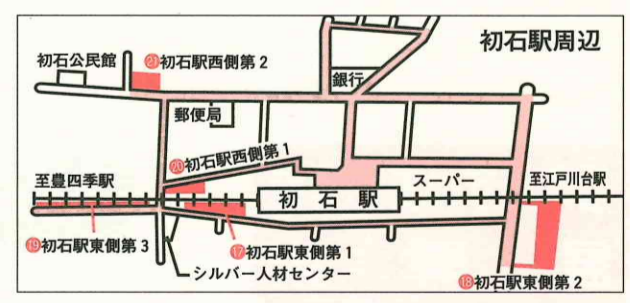 初石駅周辺
初石公民館
㉑初石駅西側第2
銀行
郵便局
⑳初石駅西側第1
至豊四季駅
スーパー
至江戸川台駅
初石駅
⑲初石駅東側第3
⑰初石駅東側第1
シルバー人材センター
⑱初石駅東側第2